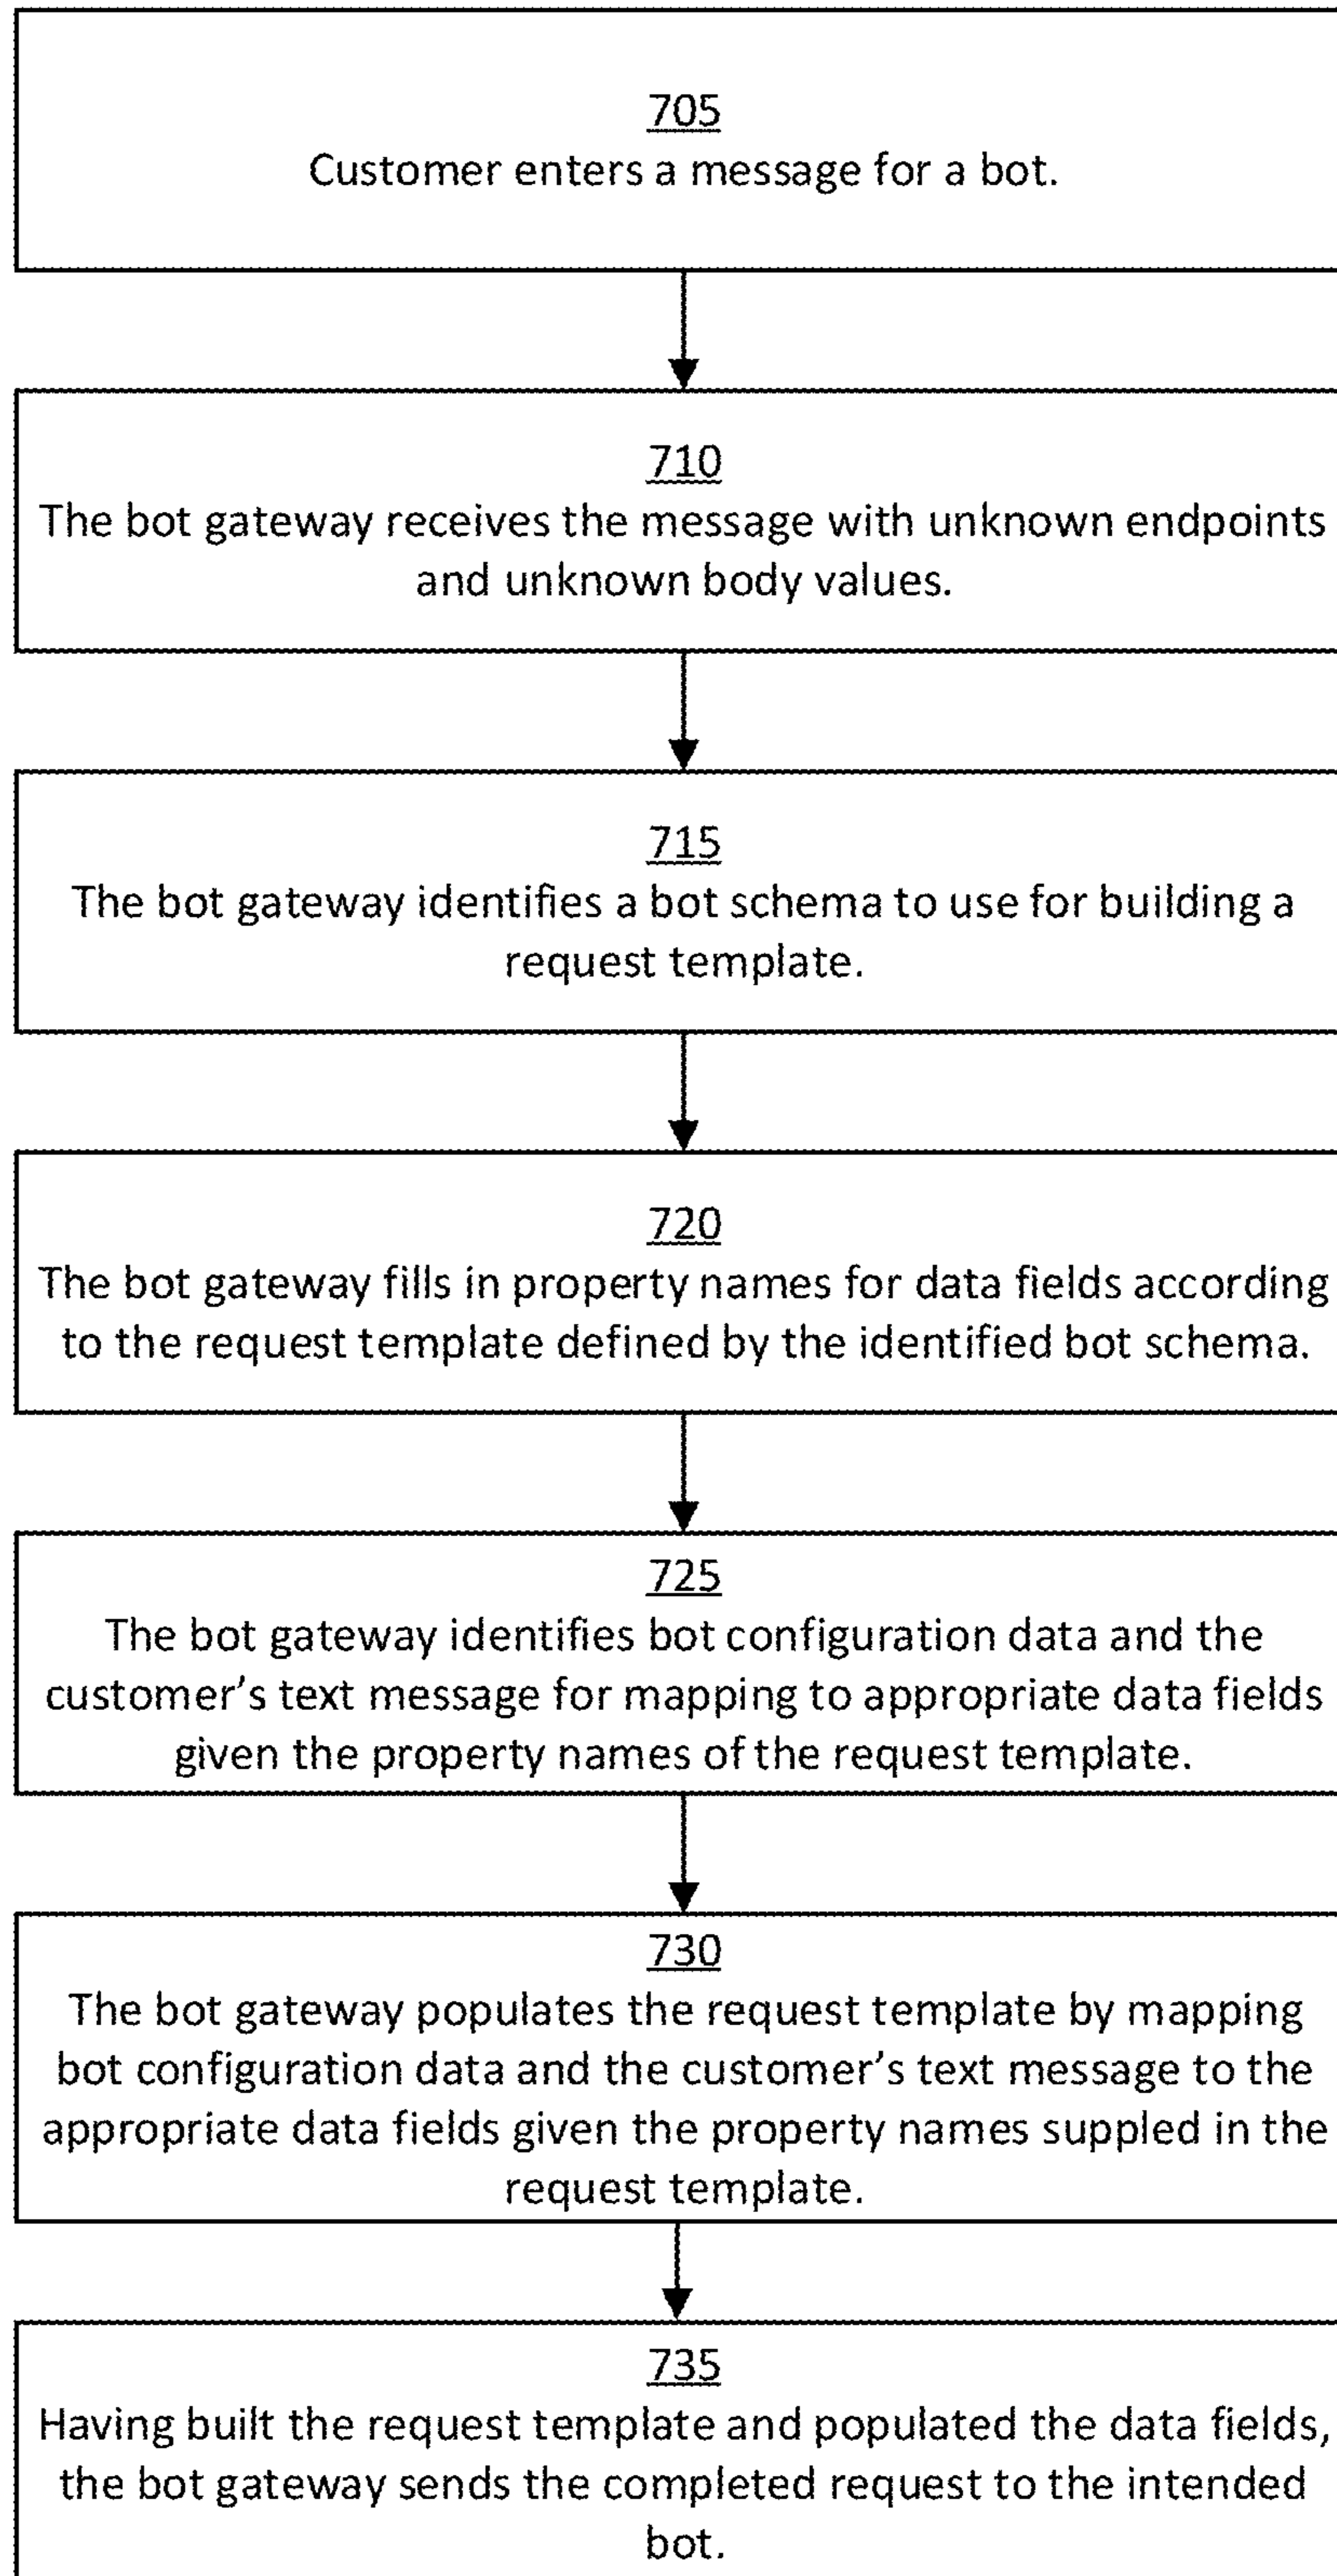 705
Customer enters a message for a bot.
710
The bot gateway receives the message with unknown endpoints
and unknown body values.
715
The bot gateway identifies a bot schema to use for building a
request template.
720
The bot gateway fills in property names for data fields according
to the request template defined by the identified bot schema.
725
The bot gateway identifies bot configuration data and the
customer’s text message for mapping to appropriate data fields
given the property names of the request template.
730
The bot gateway populates the request template by mapping
bot configuration data and the customer’s text message to the
appropriate data fields given the property names suppled in the
request template.
735
Having built the request template and populated the data fields,
the bot gateway sends the completed request to the intended
bot.